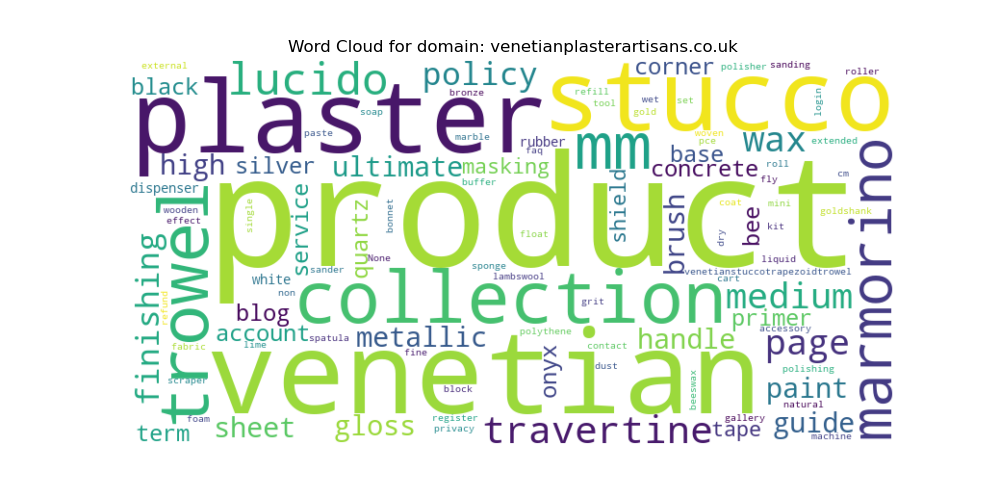 Word Cloud for domain: venetianplasterartisans.co.uk
external
black
lucido
policy
corner
polisher
sanding
roller
plaster
stucco
bronze
refill
tool
wet
set
gold
login
soap
paste
marble
rubber
faq
mm
base
woven
pce
wax
extended
high
silver
ultimate
masking
buffer
concrete
roll
fly
cm
dispenser
wooden
effect
trowel
product
single
service
quartz
bonnet
None
float
shield
brush
dry
bee
coat
mini
kit
goldshank
marmorino
liquid
finishing
refund
white
non
sander
sponge
lambswool
venetianstuccotrapezoidtrowel
cart
collection
grit
medium
blog
account
spatula
metallic
fine
polythene
contact
handle
primer
accessory
page
fabric
lime
scraper
venetian
onyx
block
dust
beeswax
polishing
natural
paint
foam
term
sheet
gloss
register
privacy
travertine
tape
gallery
machine
guide